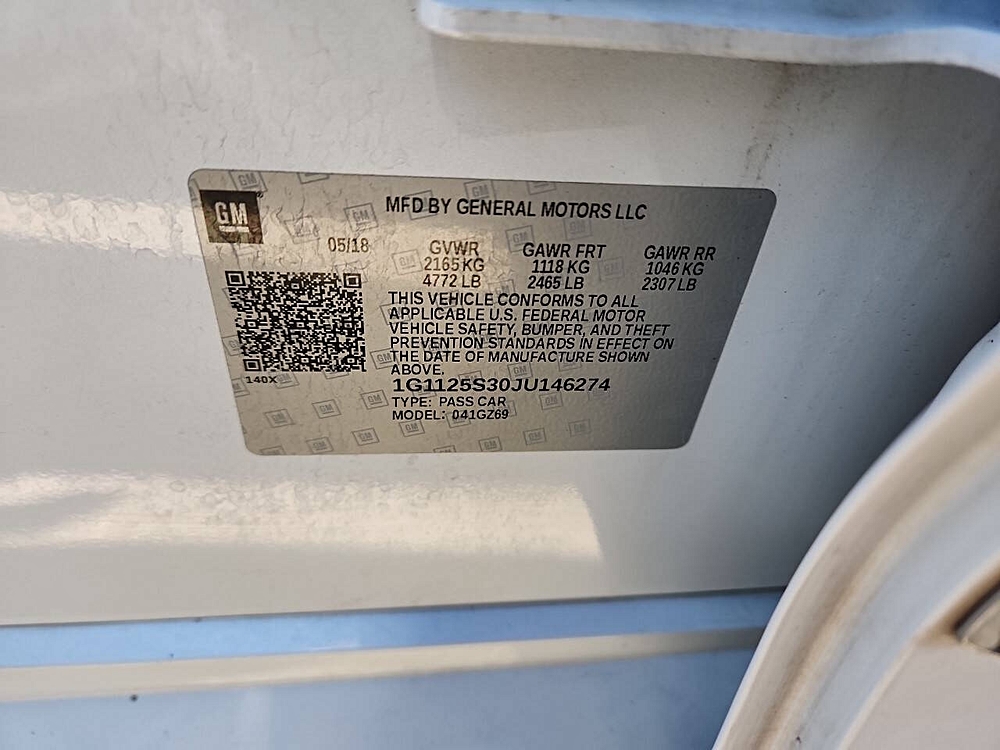 GM
MFD BY GENERAL MOTORS LLC
05/18
GVWR GAWR FRT GAWR RR
2165 KG 1118 KG 1046 KG
4772 LB 2465 LB 2307 LB
THIS VEHICLE CONFORMS TO ALL
APPLICABLE U.S. FEDERAL MOTOR
VEHICLE SAFETY, BUMPER, AND THEFT
PREVENTION STANDARDS IN EFFECT ON
THE DATE OF MANUFACTURE SHOWN
ABOVE.
140X
1G1125S30JU146274
TYPE: PASS CAR
MODEL: 041GZ69